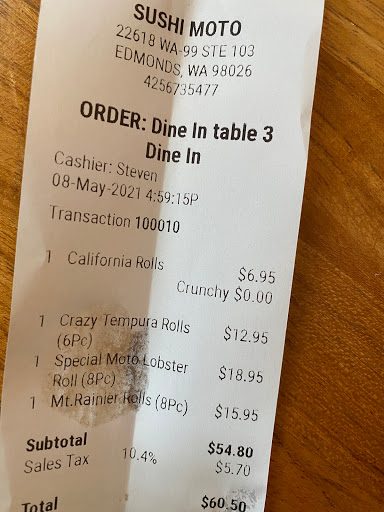 SUSHI MOTO
22618 WA-99 STE 103
EDMONDS, WA 98026
4256735477
ORDER: Dine In table 3
Dine In
Cashier: Steven
08-May-2021 4:59:15P
Transaction 100010
1 California Rolls $6.95
Crunchy $0.00
1 Crazy Tempura Rolls
(6Pc) $12.95
1 Special Moto Lobster
Roll (8Pc) $18.95
1 Mt.Rainier Rolls (8Pc) $15.95
Subtotal $54.80
Sales Tax 10.4% $5.70
Total $60.50